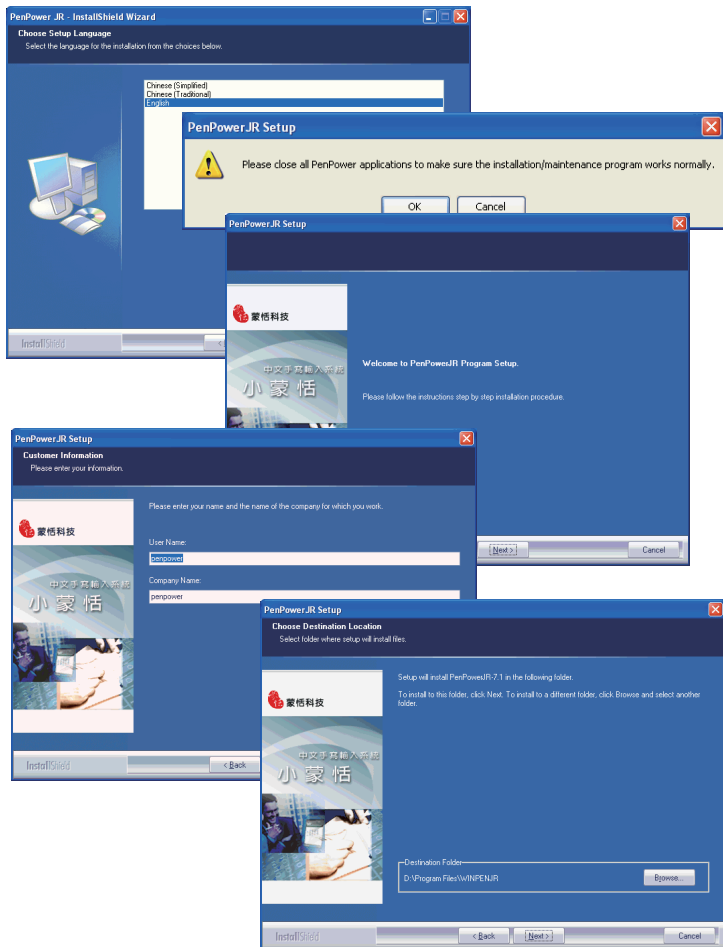 PenPower JR - InstallShield Wizard
Choose Setup Language
Select the language for the installation from the choices below.
Chinese (Simplified)
Chinese (Traditional)
English
InstallShield
<
PenPowerJR Setup
Please close all PenPower applications to make sure the installation/maintenance program works normally.
OK
Cancel
PenPowerJR Setup
蒙恬科技
中文手寫輸入系統
小蒙恬
Welcome to PenPowerJR Program Setup.
Please follow the instructions step by step installation procedure.
Next >
Cancel
PenPowerJR Setup
Customer Information
Please enter your information.
蒙恬科技
中文手寫輸入系統
小蒙恬
Please enter your name and the name of the company for which you work.
User Name:
penpower
Company Name:
penpower
InstallShield
< Back
PenPowerJR Setup
Choose Destination Location
Select folder where setup will install files.
蒙恬科技
中文手寫輸入系統
小蒙恬
Setup will install PenPowerJR-7.1 in the following folder.
To install to this folder, click Next. To install to a different folder, click Browse and select another
folder.
Destination Folder
D:\Program Files\WINPENJR
Browse...
InstallShield
< Back
Next >
Cancel